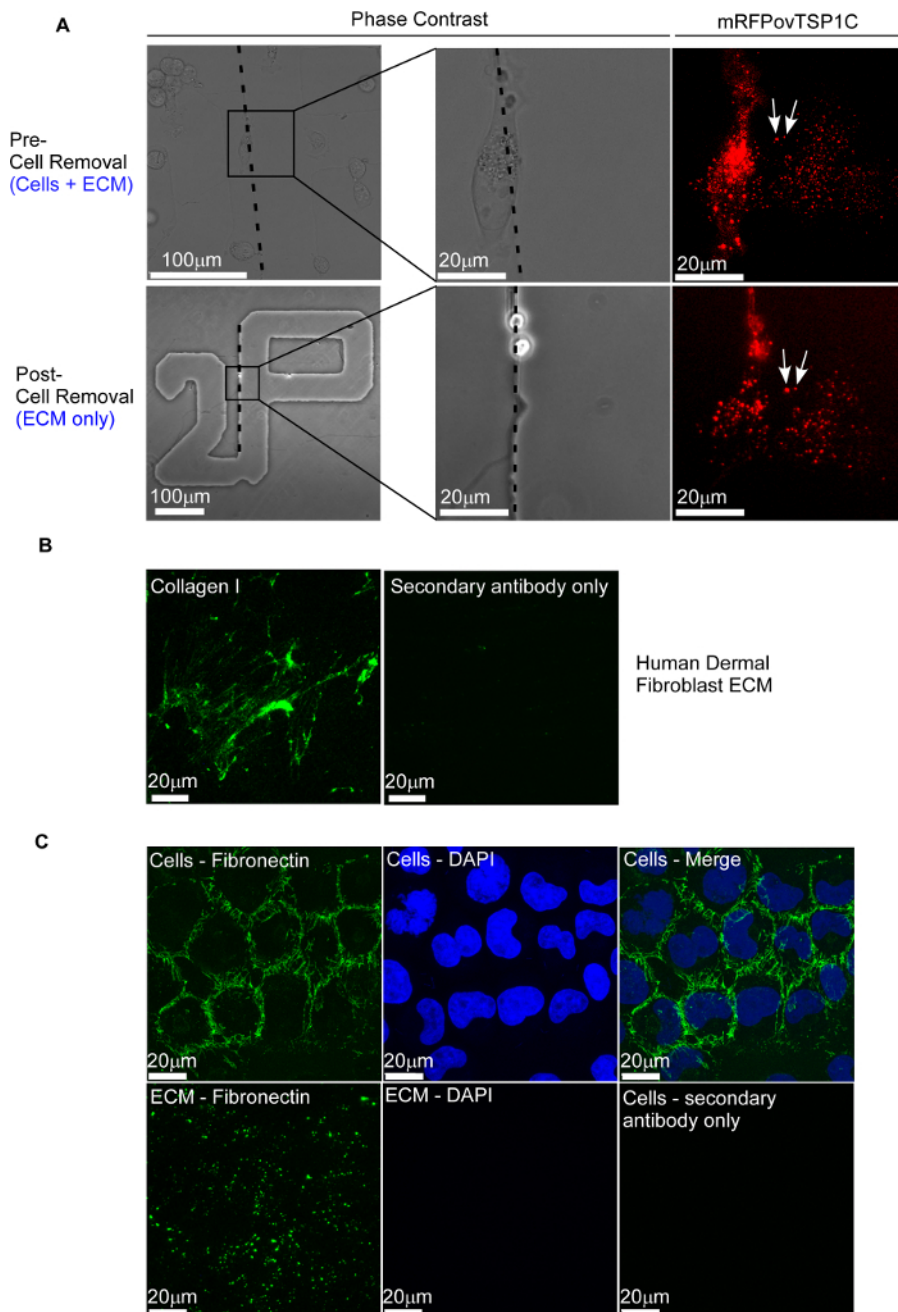 A
Phase Contrast
mRFPovTSP1C
Pre-
Cell Removal
(Cells + ECM)
100μm
20μm
20μm
Post-
Cell Removal
(ECM only)
2P
100μm
20μm
20μm
B
Collagen I
Secondary antibody only
Human Dermal
Fibroblast ECM
20μm
20μm
C
Cells - Fibronectin
Cells - DAPI
Cells - Merge
20μm
20μm
20μm
ECM - Fibronectin
ECM - DAPI
Cells - secondary
antibody only
20μm
20μm
20μm